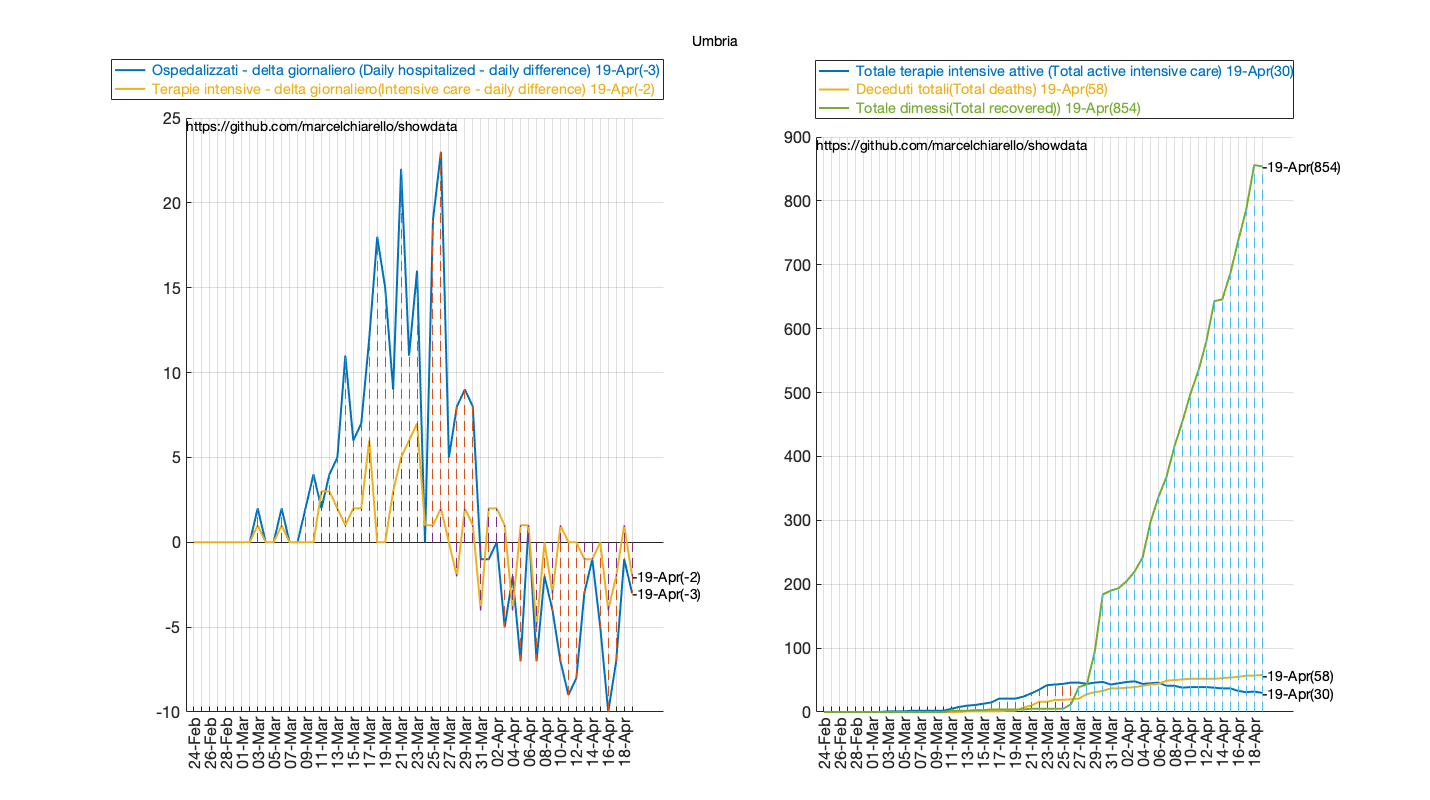 Umbria
Ospedalizzati - delta giornaliero (Daily hospitalized - daily difference) 19-Apr(-3)
Terapie intensive - delta giornaliero(Intensive care - daily difference) 19-Apr(-2)
https://github.com/marcelchiarello/showdata
25
20
15
10
5
0
-5
-10
-19-Apr(-2)
-19-Apr(-3)
24-Feb
26-Feb
28-Feb
01-Mar
03-Mar
05-Mar
07-Mar
09-Mar
11-Mar
13-Mar
15-Mar
17-Mar
19-Mar
21-Mar
23-Mar
25-Mar
27-Mar
29-Mar
31-Mar
02-Apr
04-Apr
06-Apr
08-Apr
10-Apr
12-Apr
14-Apr
16-Apr
18-Apr
Totale terapie intensive attive (Total active intensive care) 19-Apr(30)
Deceduti totali(Total deaths) 19-Apr(58)
Totale dimessi(Total recovered)) 19-Apr(854)
https://github.com/marcelchiarello/showdata
900
800
700
600
500
400
300
200
100
0
-19-Apr(854)
-19-Apr(58)
-19-Apr(30)
24-Feb
26-Feb
28-Feb
01-Mar
03-Mar
05-Mar
07-Mar
09-Mar
11-Mar
13-Mar
15-Mar
17-Mar
19-Mar
21-Mar
23-Mar
25-Mar
27-Mar
29-Mar
31-Mar
02-Apr
04-Apr
06-Apr
08-Apr
10-Apr
12-Apr
14-Apr
16-Apr
18-Apr